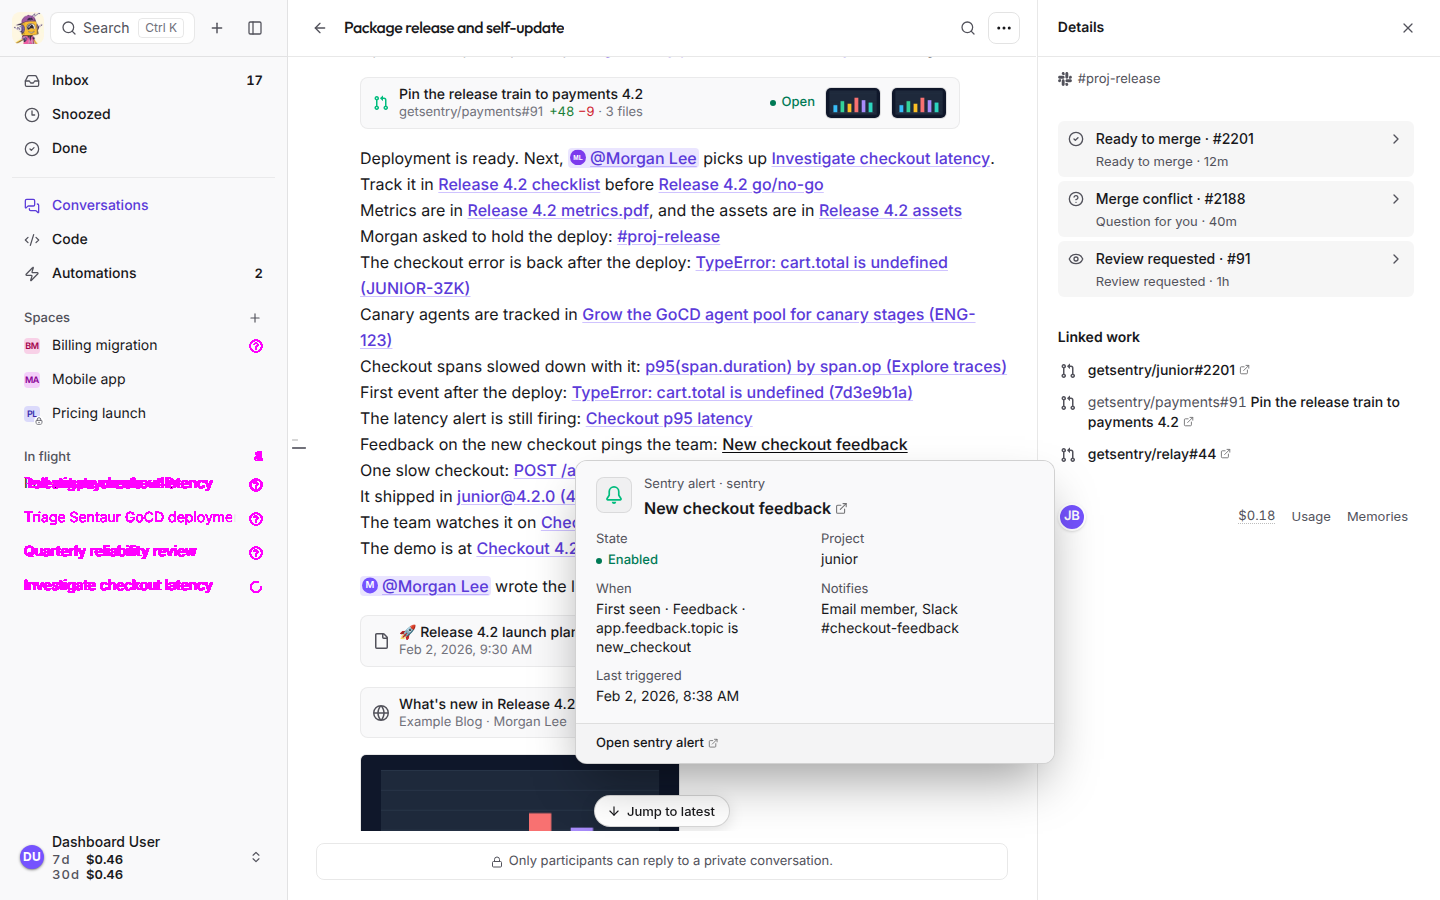 Search Ctrl K
Inbox 17
Snoozed
Done
Conversations
Code
Automations 2
Spaces
BM Billing migration
MA Mobile app
PL Pricing launch
In flight
Triage Sentaur GoCD deployme
Quarterly reliability review
Investigate checkout latency
DU Dashboard User
7d $0.46
30d $0.46
Package release and self-update
Pin the release train to payments 4.2
getsentry/payments#91 +48 −9 · 3 files
Open
Deployment is ready. Next, ML @Morgan Lee picks up Investigate checkout latency.
Track it in Release 4.2 checklist before Release 4.2 go/no-go
Metrics are in Release 4.2 metrics.pdf, and the assets are in Release 4.2 assets
Morgan asked to hold the deploy: #proj-release
The checkout error is back after the deploy: TypeError: cart.total is undefined
(JUNIOR-3ZK)
Canary agents are tracked in Grow the GoCD agent pool for canary stages (ENG-
123)
Checkout spans slowed down with it: p95(span.duration) by span.op (Explore traces)
First event after the deploy: TypeError: cart.total is undefined (7d3e9b1a)
The latency alert is still firing: Checkout p95 latency
Feedback on the new checkout pings the team: New checkout feedback
One slow checkout: POST /a
It shipped in junior@4.2.0 (4
The team watches it on Chec
The demo is at Checkout 4.2
M @Morgan Lee wrote the l
🚀 Release 4.2 launch plan
Feb 2, 2026, 9:30 AM
What's new in Release 4.2
Example Blog · Morgan Lee
Sentry alert · sentry
New checkout feedback
State
Enabled
Project
junior
When
First seen · Feedback ·
app.feedback.topic is
new_checkout
Notifies
Email member, Slack
#checkout-feedback
Last triggered
Feb 2, 2026, 8:38 AM
Open sentry alert
Jump to latest
Only participants can reply to a private conversation.
Details
#proj-release
Ready to merge · #2201
Ready to merge · 12m
Merge conflict · #2188
Question for you · 40m
Review requested · #91
Review requested · 1h
Linked work
getsentry/junior#2201
getsentry/payments#91 Pin the release train to
payments 4.2
getsentry/relay#44
JB $0.18 Usage Memories